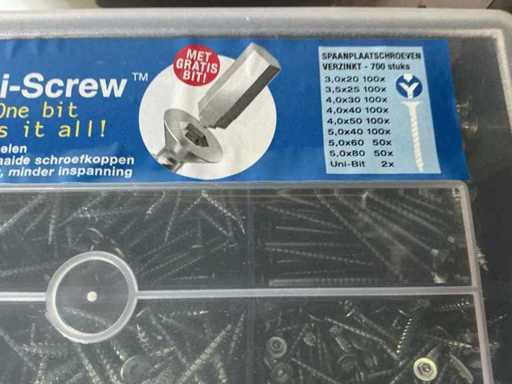 i-Screw™
One bit
s it all!
elen
aaide schroefkoppen
, minder inspanning
MET
GRATIS
BIT!
SPAANPLAATSCHROEVEN
VERZINKT - 700 stuks
3,0x20 100x
3,5x25 100x
4,0x30 100x
4,0x40 100x
4,0x50 100x
5,0x40 100x
5,0x60 50x
5,0x80 50x
Uni-Bit 2x